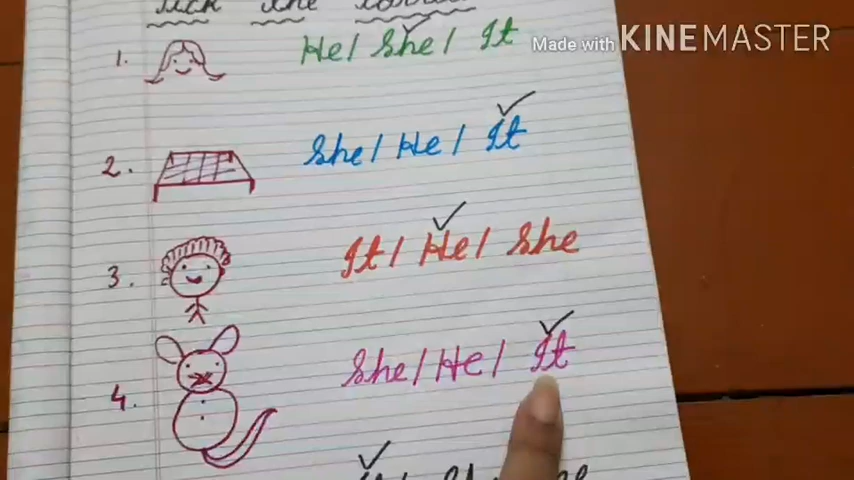 Made with KINEMASTER
1. He / She / It
2. She / He / It
3. It / He / She
4. She / He / It